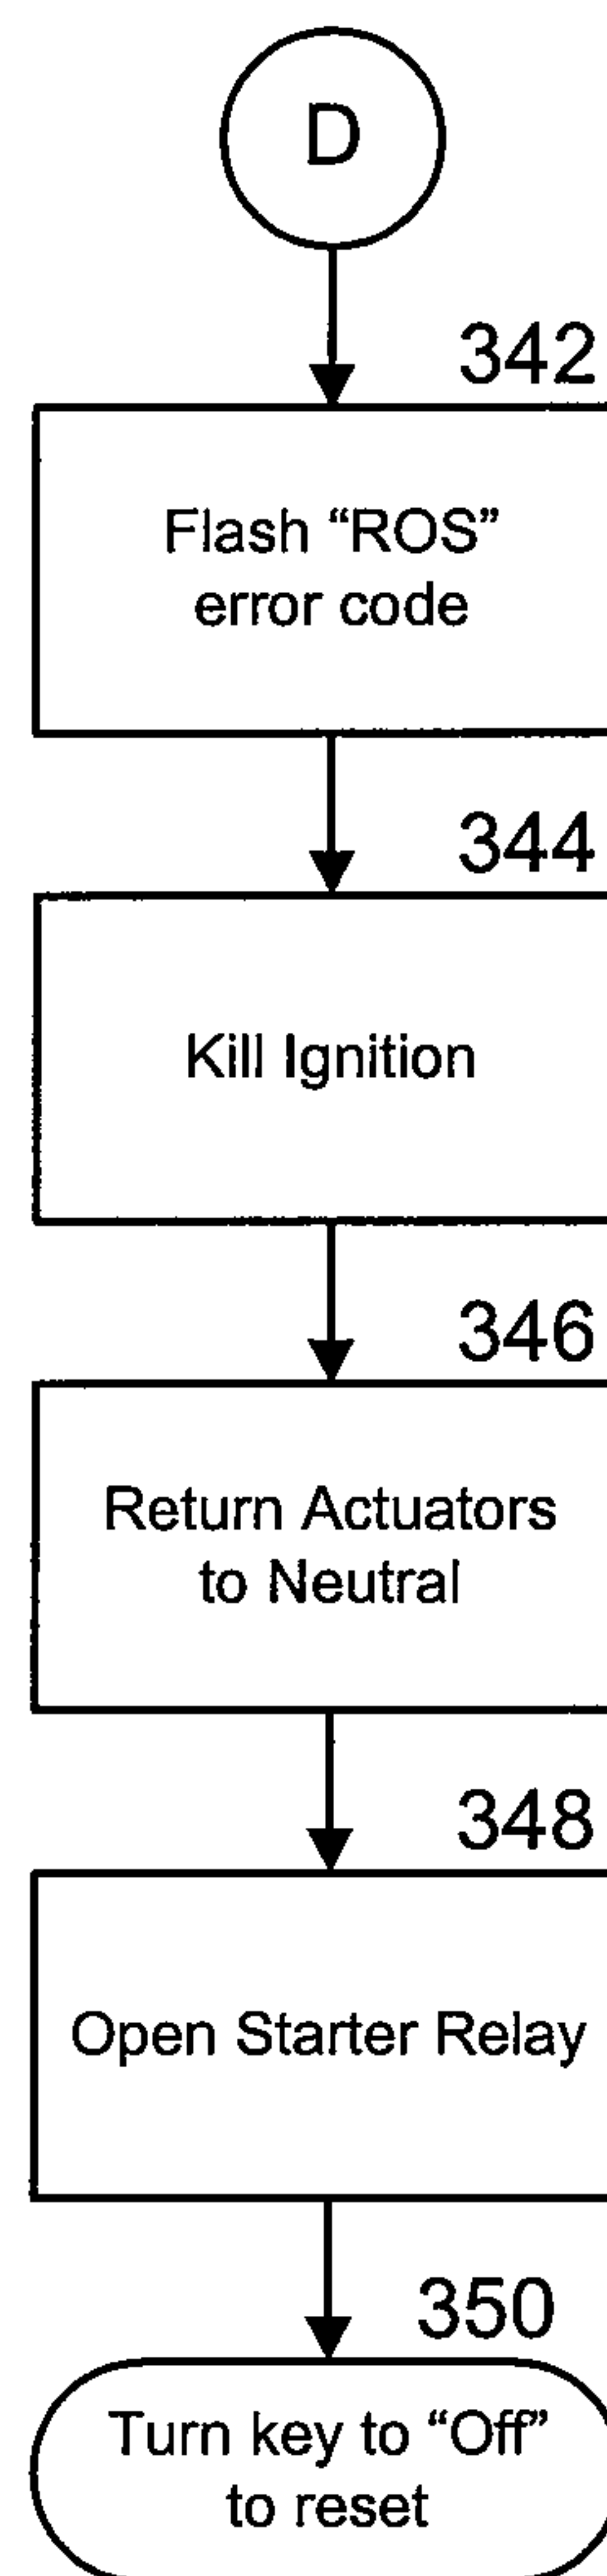 D
342
Flash “ROS”
error code
344
Kill Ignition
346
Return Actuators
to Neutral
348
Open Starter Relay
350
Turn key to “Off”
to reset